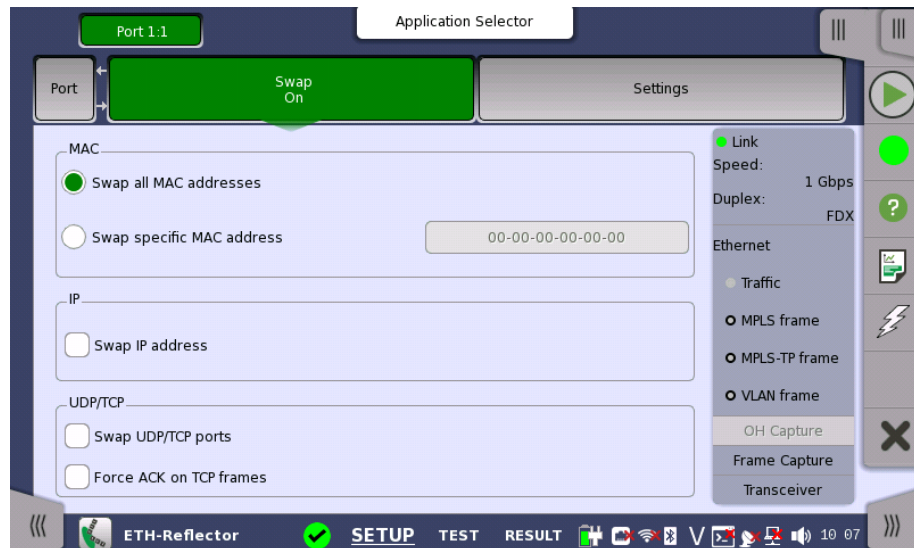 Port 1:1
Application Selector
Port
Swap
On
Settings
MAC
Swap all MAC addresses
Swap specific MAC address
00-00-00-00-00-00
IP
Swap IP address
UDP/TCP
Swap UDP/TCP ports
Force ACK on TCP frames
Link
Speed:
1 Gbps
Duplex:
FDX
Ethernet
Traffic
MPLS frame
MPLS-TP frame
VLAN frame
OH Capture
Frame Capture
Transceiver
ETH-Reflector
SETUP TEST RESULT
V
10 07